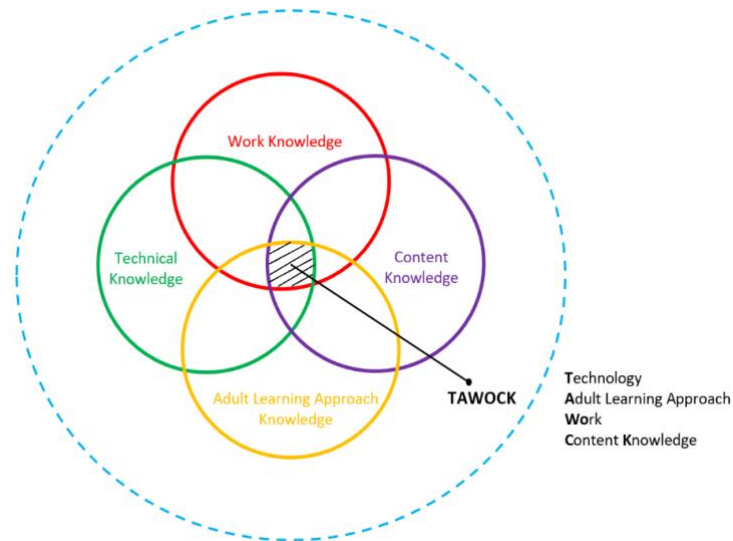 Work Knowledge
Technical
Knowledge
Content
Knowledge
Adult Learning Approach
Knowledge
TAWOCK
Technology
Adult Learning Approach
Work
Content Knowledge